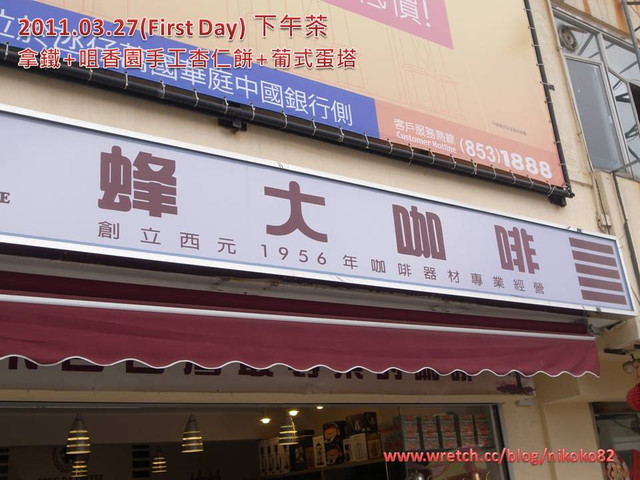 2011.03.27(First Day) 下午茶
拿鐵+咀香園手工杏仁餅+葡式蛋塔
國華庭中國銀行側
客戶服務熱線
Customer Hotline
(853)1888
蜂大咖啡
創立西元 1956年咖啡器材專業經營
www.wretch.cc/blog/nikoko82